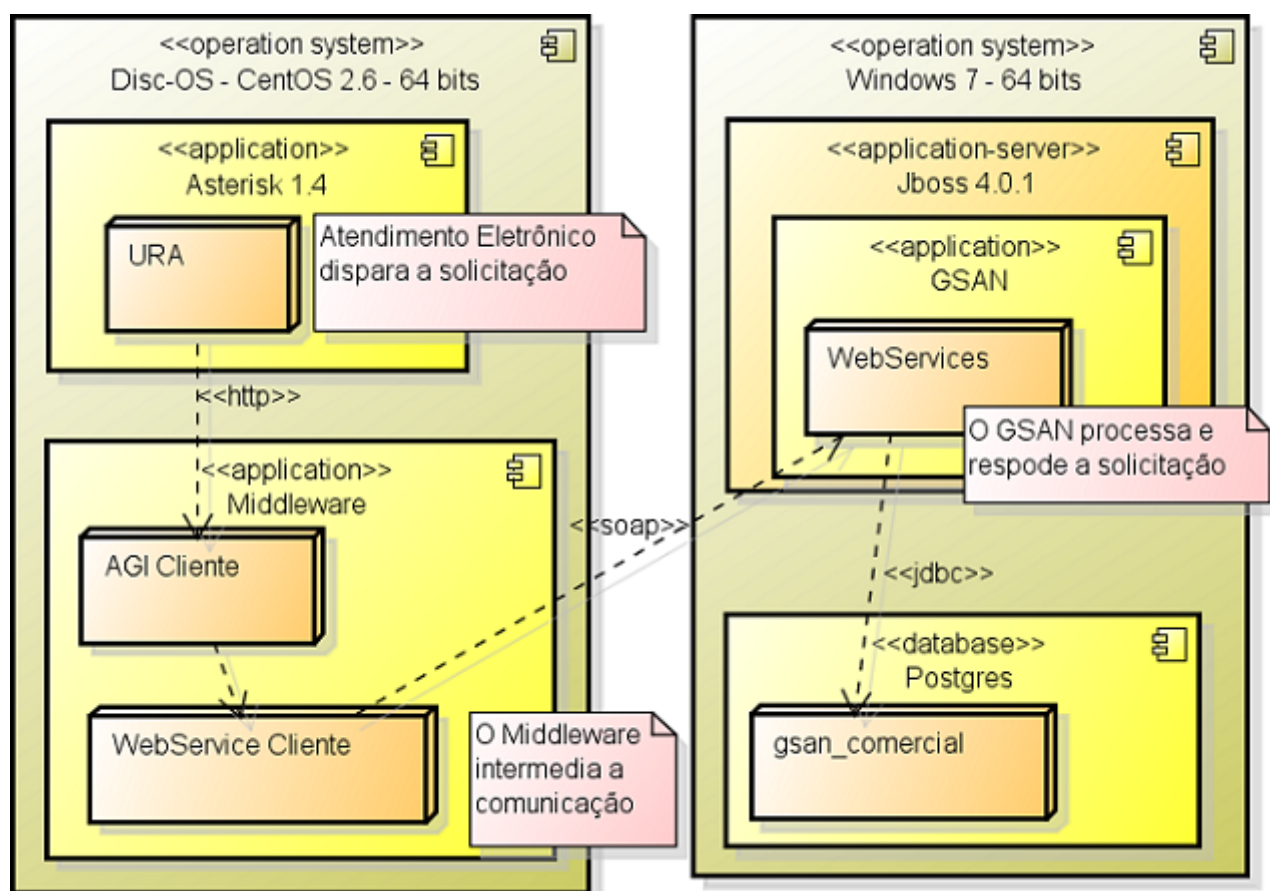 <<operation system>>
Disc-OS - CentOS 2.6 - 64 bits
<<application>>
Asterisk 1.4
URA
Atendimento Eletrônico
dispara a solicitação
<<http>>
<<application>>
Middleware
AGI Cliente
WebService Cliente
O Middleware
intermedia a
comunicação
<<soap>>
<<operation system>>
Windows 7 - 64 bits
<<application-server>>
Jboss 4.0.1
<<application>>
GSAN
WebServices
O GSAN processa e
respode a solicitação
<<jdbc>>
<<database>>
Postgres
gsan_comercial